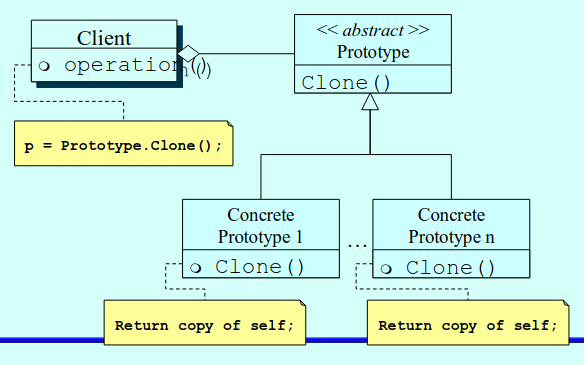 Client
operation()
<< abstract >>
Prototype
Clone()
p = Prototype.Clone();
Concrete
Prototype 1
Clone()
...
Concrete
Prototype n
Clone()
Return copy of self;
Return copy of self;